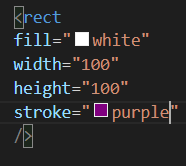 <rect
fill="white"
width="100"
height="100"
stroke="purple"
/>